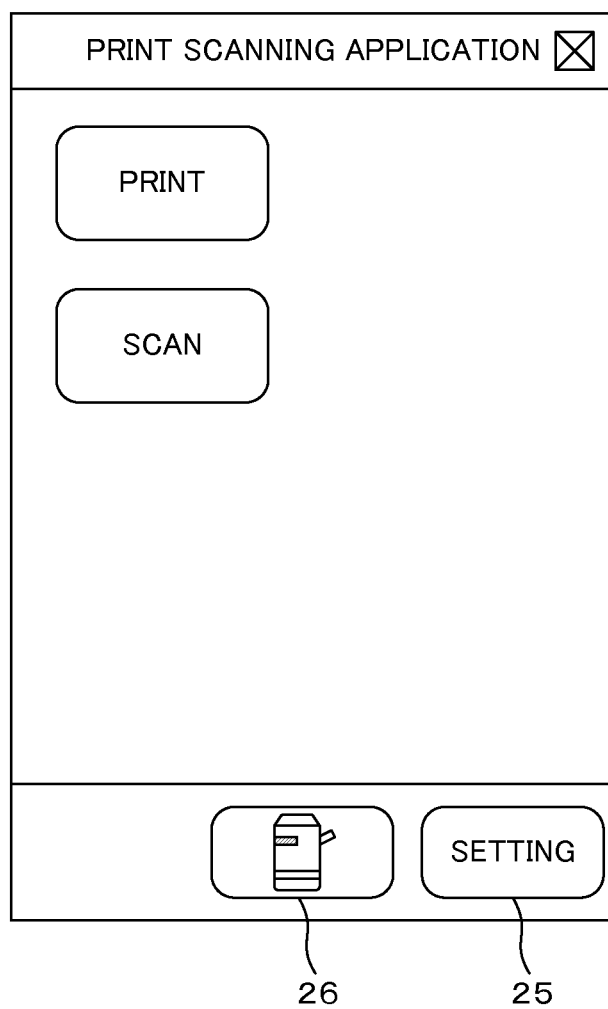 PRINT SCANNING APPLICATION
PRINT
SCAN
SETTING
26 25